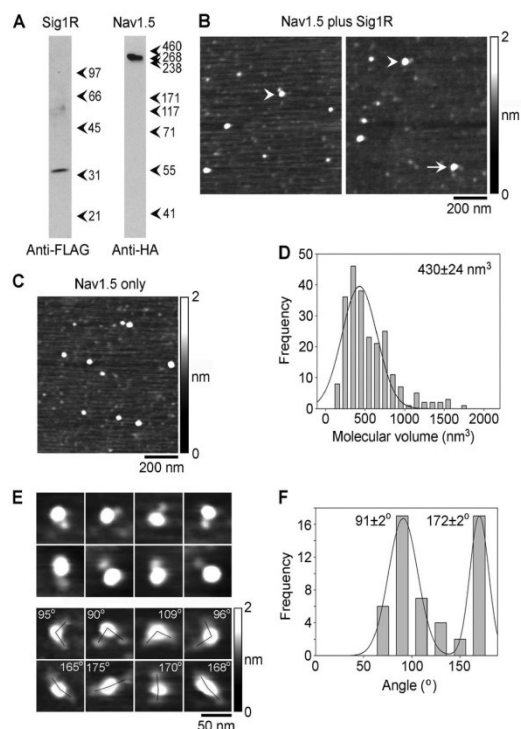 A
Sig1R Nav1.5
97
66
45
31
21
460
268
238
171
117
71
55
41
Anti-FLAG Anti-HA
B
Nav1.5 plus Sig1R
2
nm
0
200 nm
C
Nav1.5 only
2
nm
0
200 nm
D
430±24 nm³
Frequency
50
40
30
20
10
0
0 500 1000 1500 2000
Molecular volume (nm³)
E
95° 90° 109° 96°
165° 175° 170° 168°
2
nm
0
50 nm
F
91±2° 172±2°
Frequency
16
12
8
4
0
0 50 100 150
Angle (°)